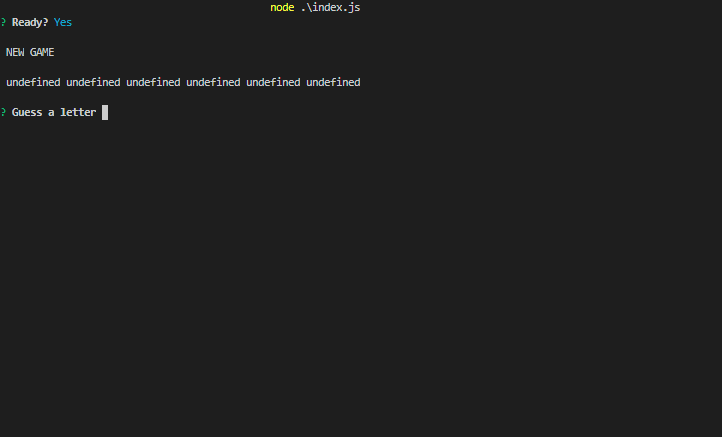 node .\index.js
? Ready? Yes
NEW GAME
undefined undefined undefined undefined undefined undefined
? Guess a letter